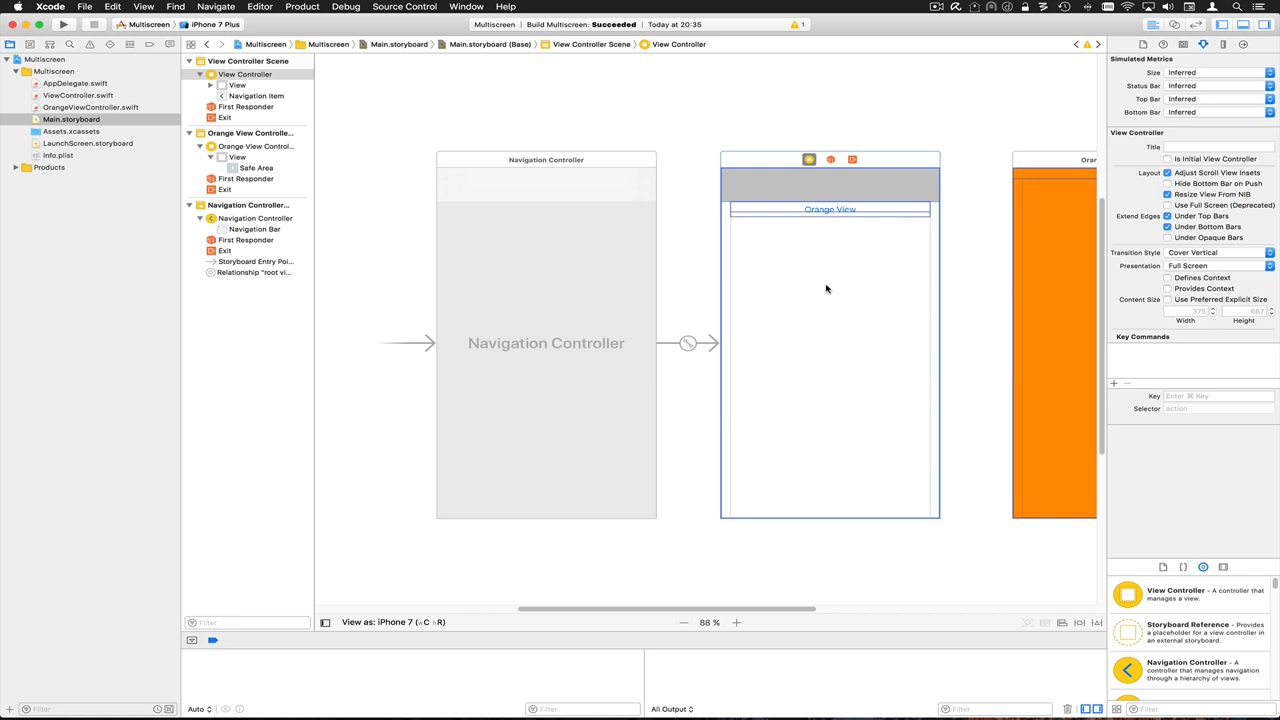 Xcode File Edit View Find Navigate Editor Product Debug Source Control Window Help
Multiscreen iPhone 7 Plus Multiscreen Build Multiscreen: Succeeded Today at 20:35 1
Multiscreen Multiscreen Main.storyboard Main.storyboard (Base) View Controller Scene View Controller
Multiscreen
Multiscreen
AppDelegate.swift
ViewController.swift
OrangeViewController.swift
Main.storyboard
Assets.xcassets
LaunchScreen.storyboard
Info.plist
Products
Filter
View Controller Scene
View Controller
View
Navigation Item
First Responder
Exit
Orange View Controlle...
Orange View Control...
View
Safe Area
First Responder
Exit
Navigation Controller...
Navigation Controller
Navigation Bar
First Responder
Exit
Storyboard Entry Poi...
Relationship "root vi...
Filter
Navigation Controller
Navigation Controller
Orange View
Oran
View as: iPhone 7 (wC hR)
88 %
Auto
Filter
All Output
Filter
Simulated Metrics
Size Inferred
Status Bar Inferred
Top Bar Inferred
Bottom Bar Inferred
View Controller
Title
Is Initial View Controller
Layout Adjust Scroll View Insets
Hide Bottom Bar on Push
Resize View From NIB
Use Full Screen (Deprecated)
Extend Edges Under Top Bars
Under Bottom Bars
Under Opaque Bars
Transition Style Cover Vertical
Presentation Full Screen
Defines Context
Provides Context
Content Size Use Preferred Explicit Size
375 667
Width Height
Key Commands
Key Enter ⌘ Key
Selector action
View Controller - A controller that
manages a view.
Storyboard Reference - Provides
a placeholder for a view controller in
an external storyboard.
Navigation Controller - A
controller that manages navigation
through a hierarchy of views.
Filter